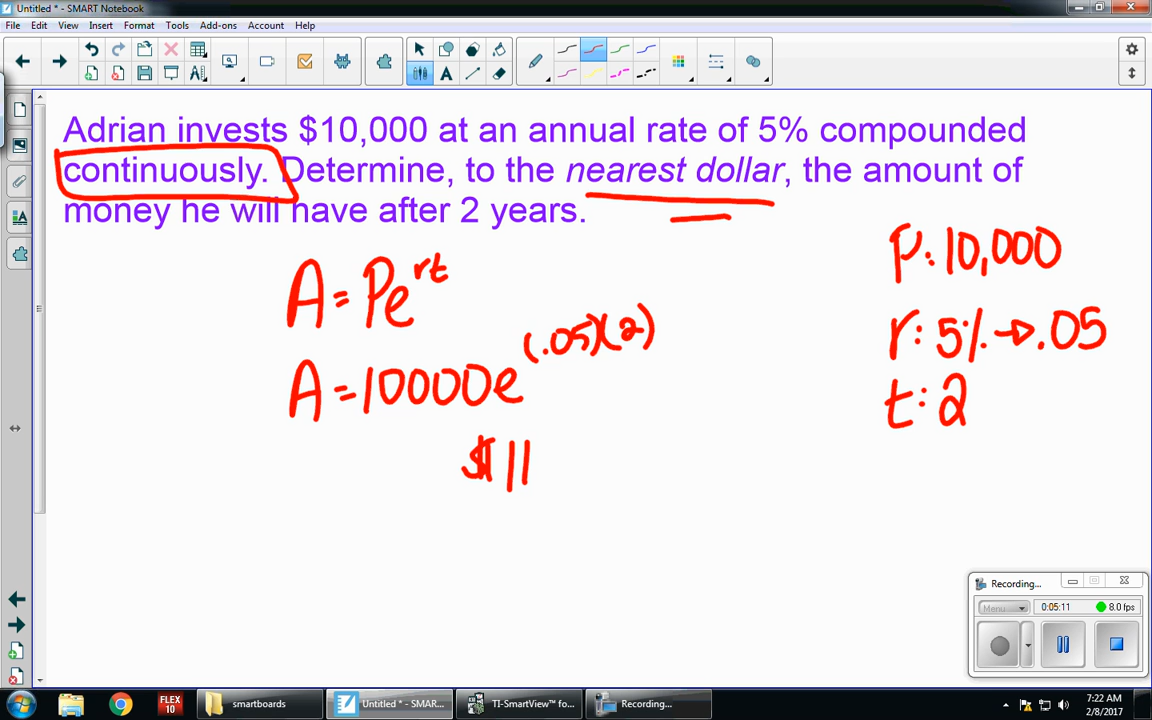 Untitled * - SMART Notebook
File Edit View Insert Format Tools Add-ons Account Help
Adrian invests $10,000 at an annual rate of 5% compounded
continuously. Determine, to the nearest dollar, the amount of
money he will have after 2 years.
A = Pe^rt
A = 10000e^(.05)(2)
$11
P: 10,000
r: 5% → .05
t: 2
Recording...
Menu
0:05:11
8.0 fps
FLEX
10
smartboards
Untitled * - SMAR...
TI-SmartView™ fo...
Recording...
7:22 AM
2/8/2017